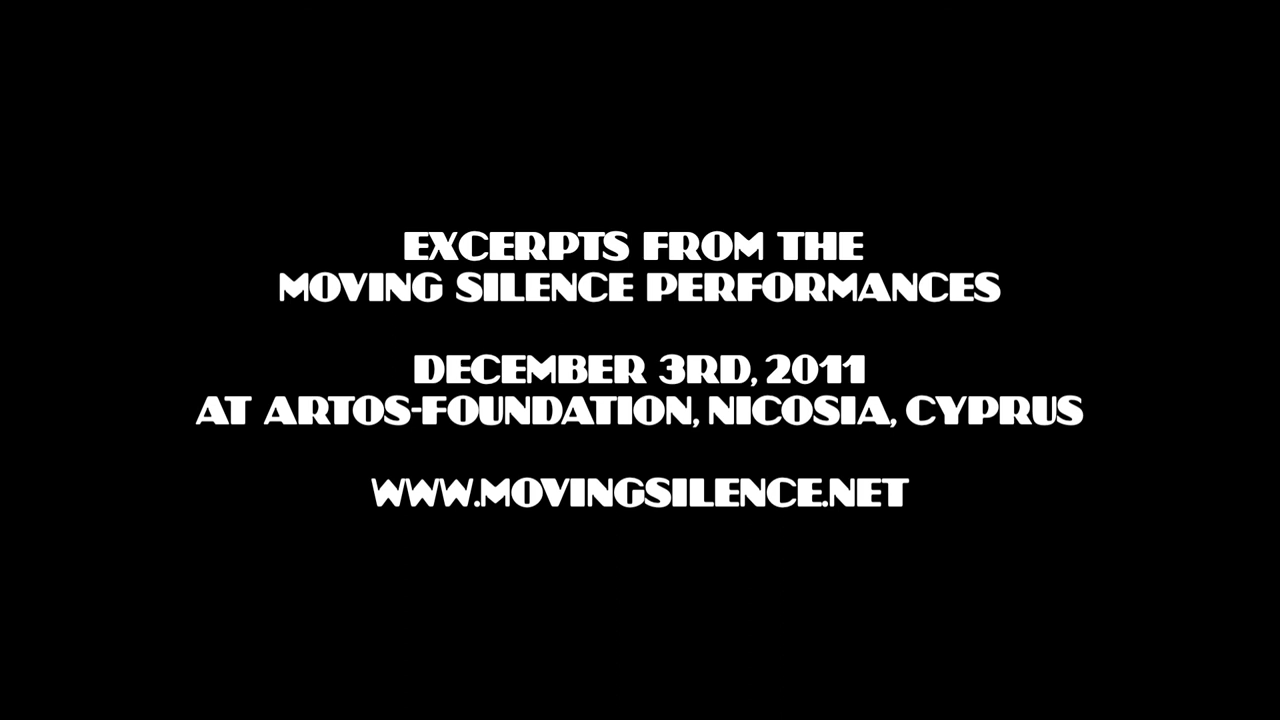 EXCERPTS FROM THE
MOVING SILENCE PERFORMANCES
DECEMBER 3RD, 2011
AT ARTOS-FOUNDATION, NICOSIA, CYPRUS
WWW.MOVINGSILENCE.NET